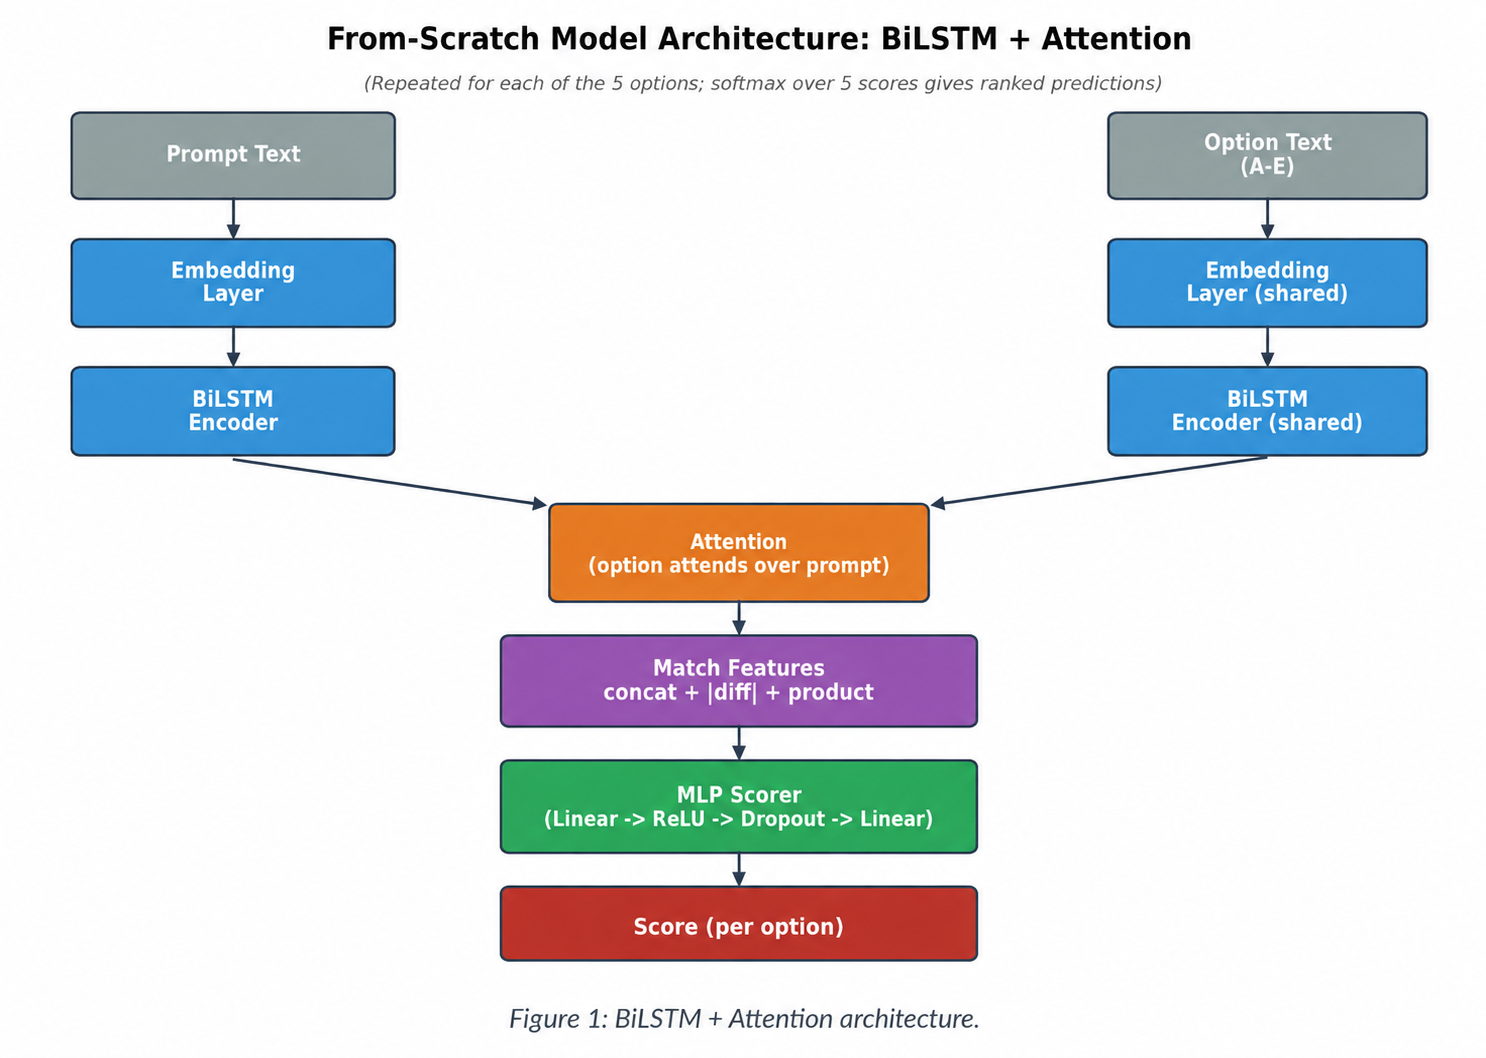 From-Scratch Model Architecture: BiLSTM + Attention
(Repeated for each of the 5 options; softmax over 5 scores gives ranked predictions)
Prompt Text
Embedding
Layer
BiLSTM
Encoder
Option Text
(A-E)
Embedding
Layer (shared)
BiLSTM
Encoder (shared)
Attention
(option attends over prompt)
Match Features
concat + |diff| + product
MLP Scorer
(Linear -> ReLU -> Dropout -> Linear)
Score (per option)
Figure 1: BiLSTM + Attention architecture.